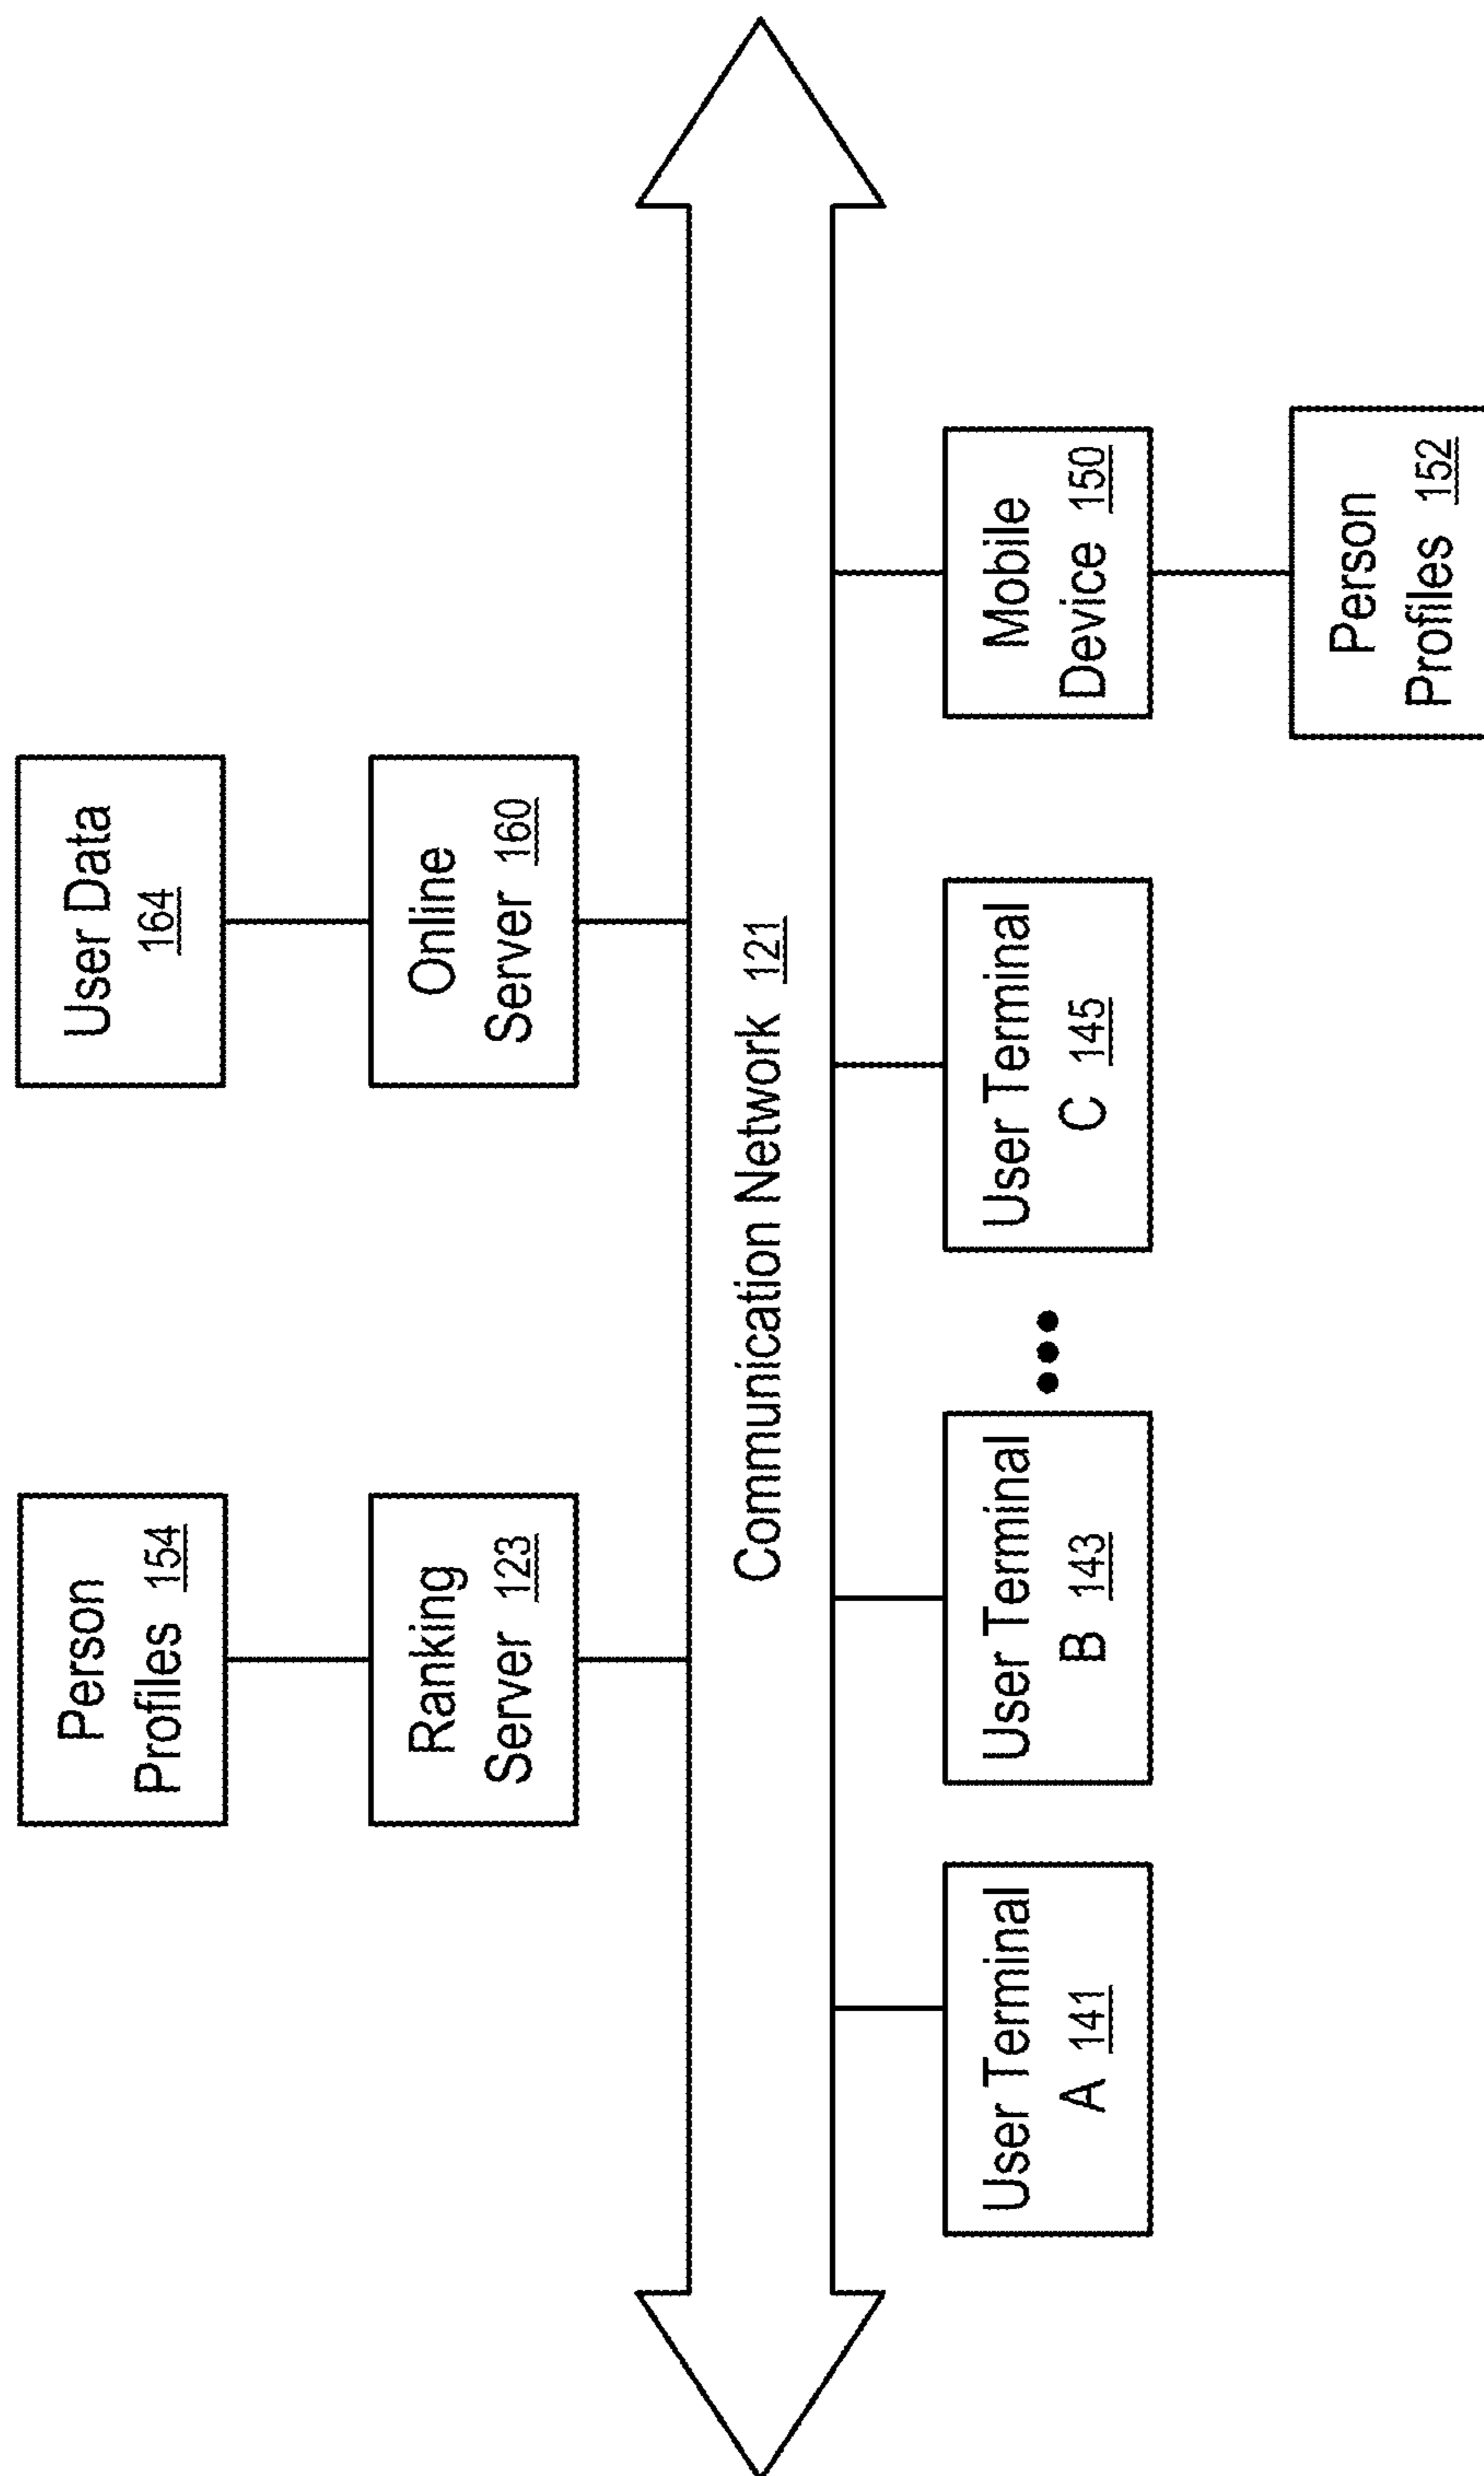 Person
Profiles 154
User Data
164
Ranking
Server 123
Online
Server 160
Communication Network 121
User Terminal
A 141
User Terminal
B 143
User Terminal
C 145
Mobile
Device 150
Person
Profiles 152